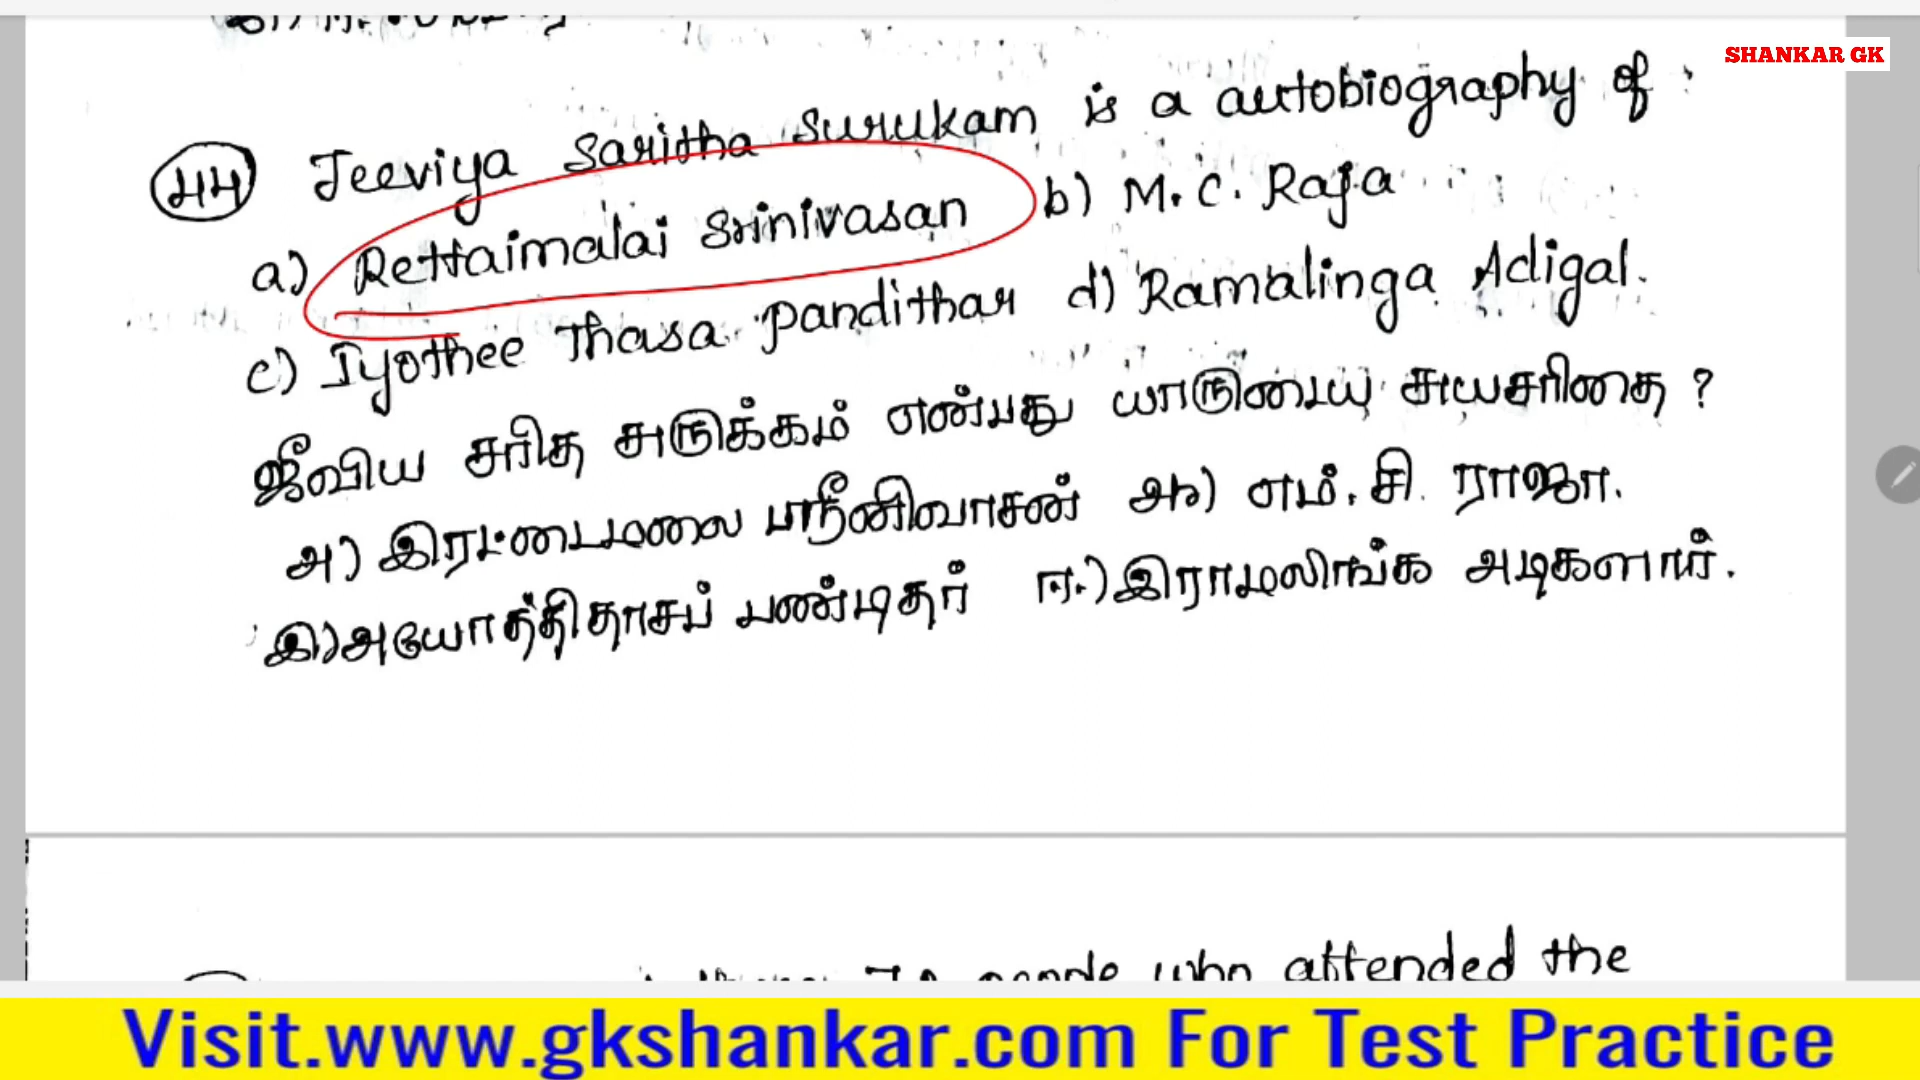 SHANKAR GK
44 Jeeviya Saritha Surukam is a autobiography of :
a) Rettaimalai Srinivasan b) M.C. Raja
c) Iyothee Thasa Pandithar d) Ramalinga Adigal.
ஜீவிய சரித சுருக்கம் என்பது யாருடைய சுயசரிதை ?
அ) இரட்டைமலை ஸ்ரீனிவாசன் ஆ) எம்.சி. ராஜா.
இ) அயோத்திதாசப் பண்டிதர் ஈ) இராமலிங்க அடிகளார்.
people who attended the
Visit.www.gkshankar.com For Test Practice